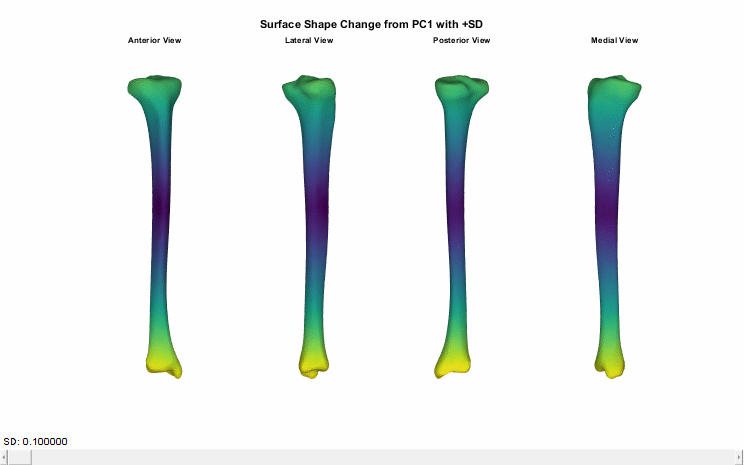 Surface Shape Change from PC1 with +SD
Anterior View
Lateral View
Posterior View
Medial View
SD: 0.100000